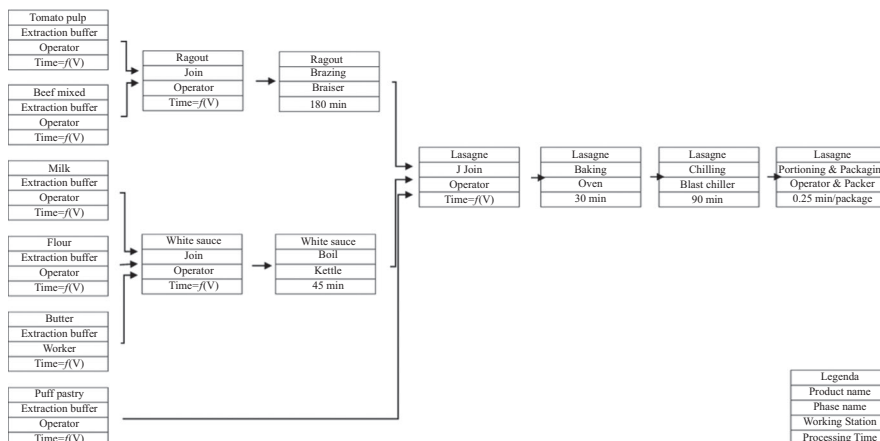 Tomato pulp
Extraction buffer
Operator
Time=f(V)
Beef mixed
Extraction buffer
Operator
Time=f(V)
Milk
Extraction buffer
Operator
Time=f(V)
Flour
Extraction buffer
Operator
Time=f(V)
Butter
Extraction buffer
Worker
Time=f(V)
Puff pastry
Extraction buffer
Operator
Time=f(V)
Ragout
Join
Operator
Time=f(V)
Ragout
Brazing
Braiser
180 min
White sauce
Join
Operator
Time=f(V)
White sauce
Boil
Kettle
45 min
Lasagne
J Join
Operator
Time=f(V)
Lasagne
Baking
Oven
30 min
Lasagne
Chilling
Blast chiller
90 min
Lasagne
Portioning & Packagin
Operator & Packer
0.25 min/package
Legenda
Product name
Phase name
Working Station
Processing Time